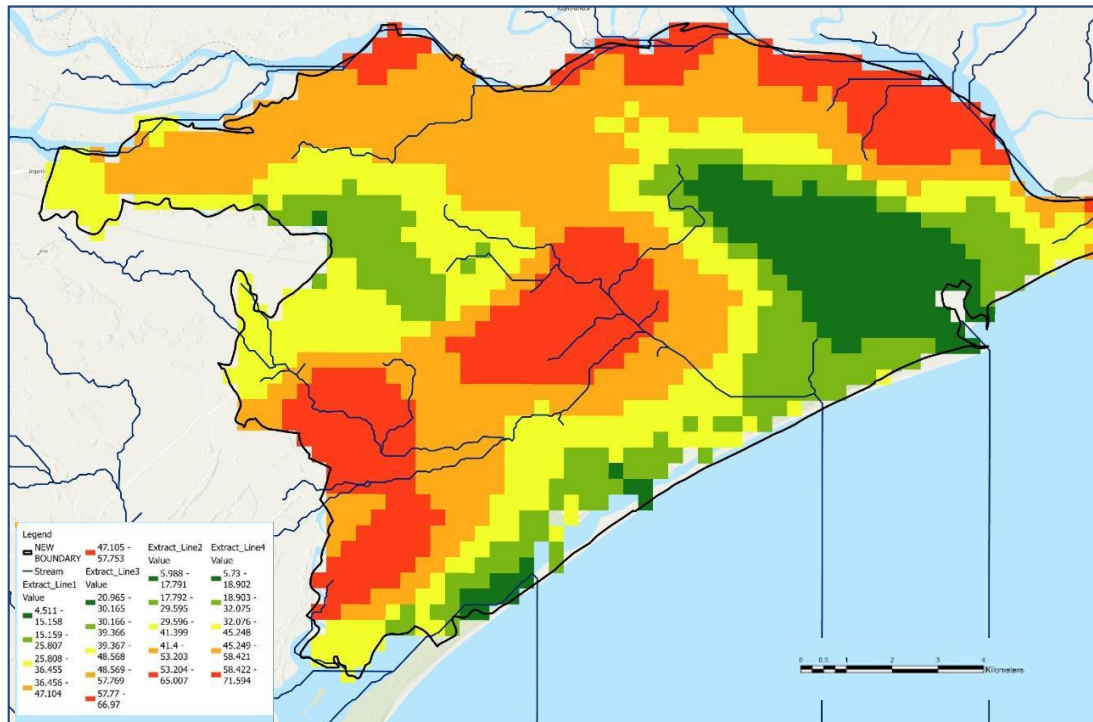 Legend
NEW
BOUNDARY
Stream
Extract_Line1
Value
4.511 -
15.158
15.159 -
25.807
25.808 -
36.455
36.456 -
47.104
47.105 -
57.753
Extract_Line3
Value
20.965 -
30.165
30.166 -
39.366
39.367 -
48.568
48.569 -
57.769
57.77 -
66.97
Extract_Line2
Value
5.988 -
17.791
17.792 -
29.595
29.596 -
41.399
41.4 -
53.203
53.204 -
65.007
Extract_Line4
Value
5.73 -
18.902
18.903 -
32.075
32.076 -
45.248
45.249 -
58.421
58.422 -
71.594
0 0.5 1 2 3 4
Kilometers